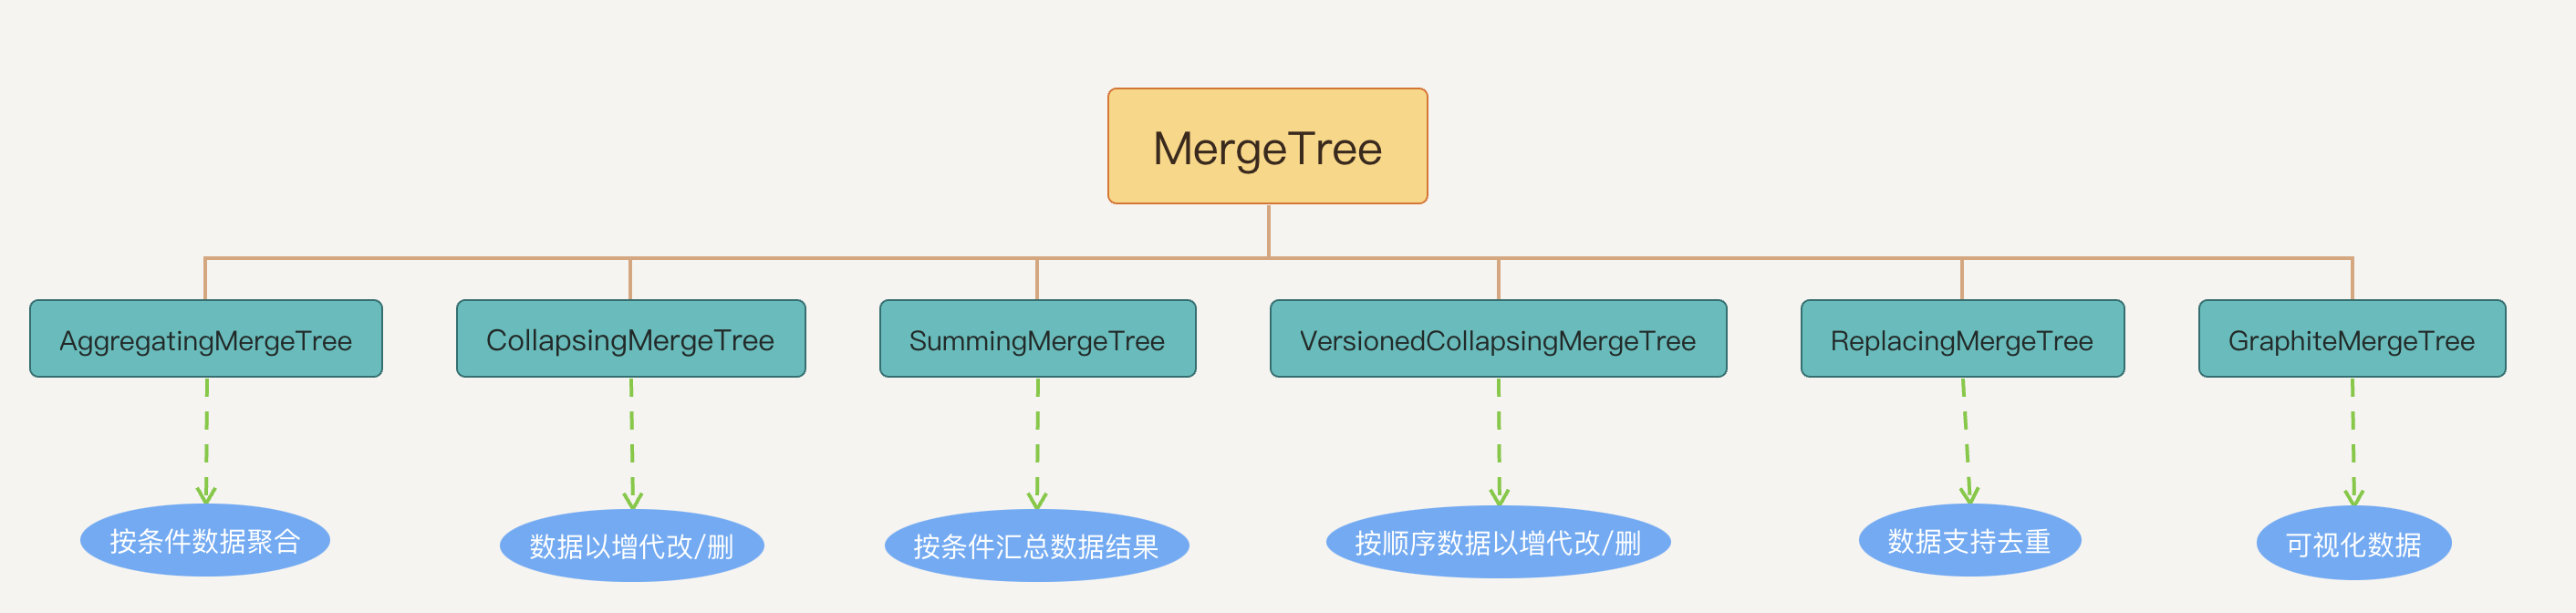 MergeTree
AggregatingMergeTree
CollapsingMergeTree
SummingMergeTree
VersionedCollapsingMergeTree
ReplacingMergeTree
GraphiteMergeTree
按条件数据聚合
数据以增代改/删
按条件汇总数据结果
按顺序数据以增代改/删
数据支持去重
可视化数据